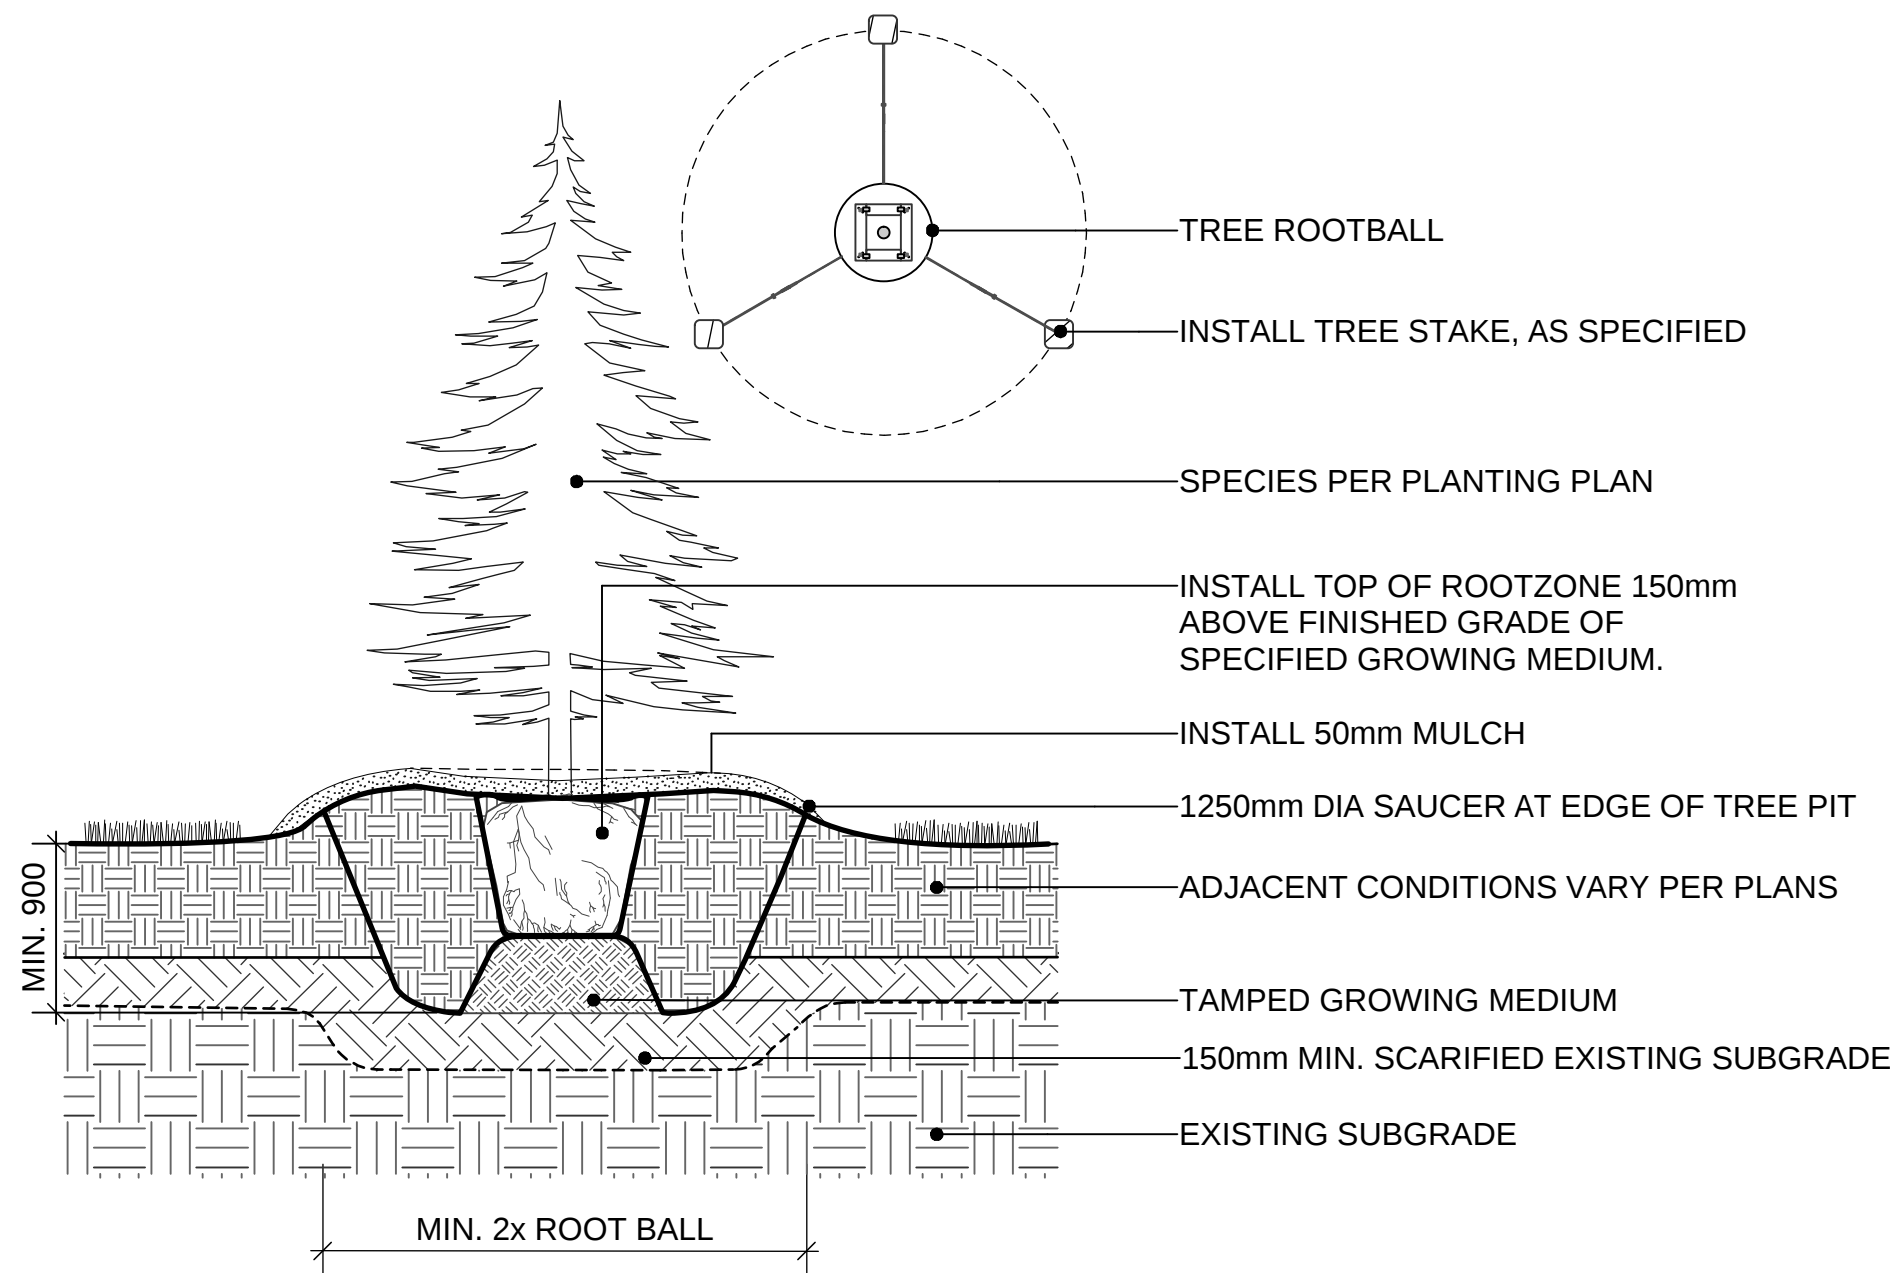 TREE ROOTBALL
INSTALL TREE STAKE, AS SPECIFIED
SPECIES PER PLANTING PLAN
INSTALL TOP OF ROOTZONE 150mm
ABOVE FINISHED GRADE OF
SPECIFIED GROWING MEDIUM.
INSTALL 50mm MULCH
1250mm DIA SAUCER AT EDGE OF TREE PIT
ADJACENT CONDITIONS VARY PER PLANS
MIN. 900
TAMPED GROWING MEDIUM
150mm MIN. SCARIFIED EXISTING SUBGRADE
EXISTING SUBGRADE
MIN. 2x ROOT BALL